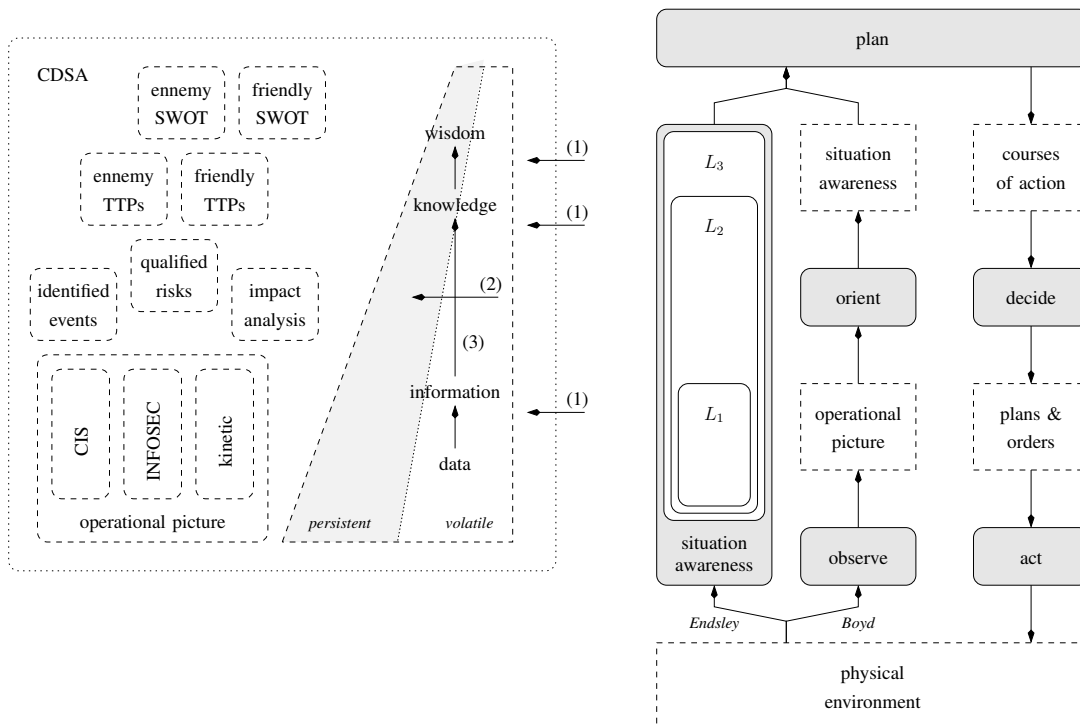 CDSA
ennemy
SWOT
friendly
SWOT
ennemy
TTPs
friendly
TTPs
qualified
risks
identified
events
impact
analysis
CIS
INFOSEC
kinetic
operational picture
wisdom
knowledge
information
data
persistent
volatile
(1)
(1)
(2)
(3)
(1)
plan
L3
L2
L1
situation
awareness
situation
awareness
orient
operational
picture
observe
courses
of action
decide
plans &
orders
act
Endsley
Boyd
physical
environment